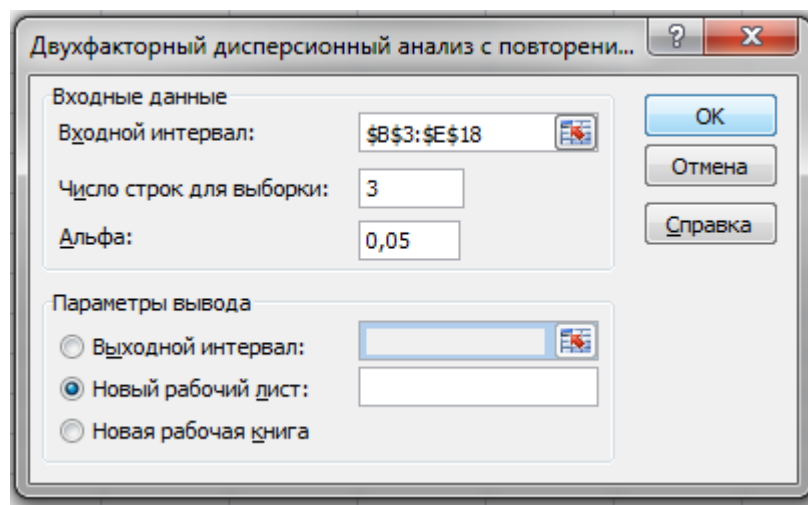 Двухфакторный дисперсионный анализ с повторени...
?
X
Входные данные
Входной интервал: $B$3:$E$18
Число строк для выборки: 3
Альфа: 0,05
OK
Отмена
Справка
Параметры вывода
Выходной интервал:
Новый рабочий лист:
Новая рабочая книга